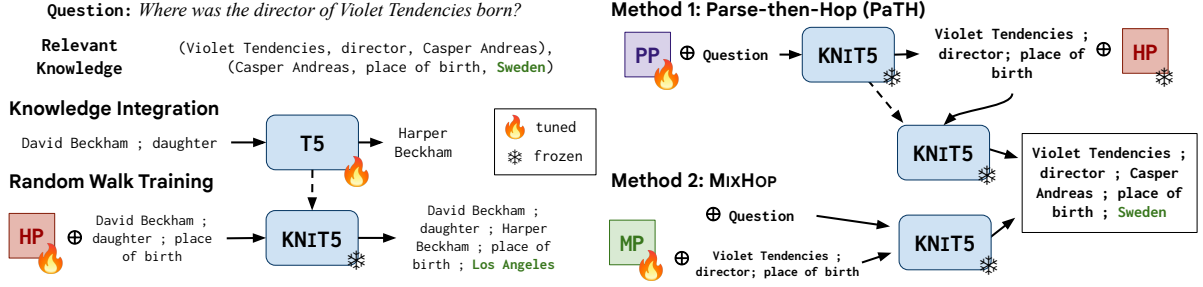 Question: Where was the director of Violet Tendencies born?
Relevant
Knowledge
(Violet Tendencies, director, Casper Andreas),
(Casper Andreas, place of birth, Sweden)
Knowledge Integration
David Beckham ; daughter
T5
Harper
Beckham
tuned
frozen
Random Walk Training
HP
⊕
David Beckham ;
daughter ; place
of birth
KNIT5
David Beckham ;
daughter ; Harper
Beckham ; place of
birth ; Los Angeles
Method 1: Parse-then-Hop (PaTH)
PP
⊕ Question
KNIT5
Violet Tendencies ;
director; place of
birth
⊕
HP
KNIT5
Method 2: MIXHOP
⊕ Question
MP
⊕
Violet Tendencies ;
director; place of birth
KNIT5
Violet Tendencies ;
director ; Casper
Andreas ; place of
birth ; Sweden